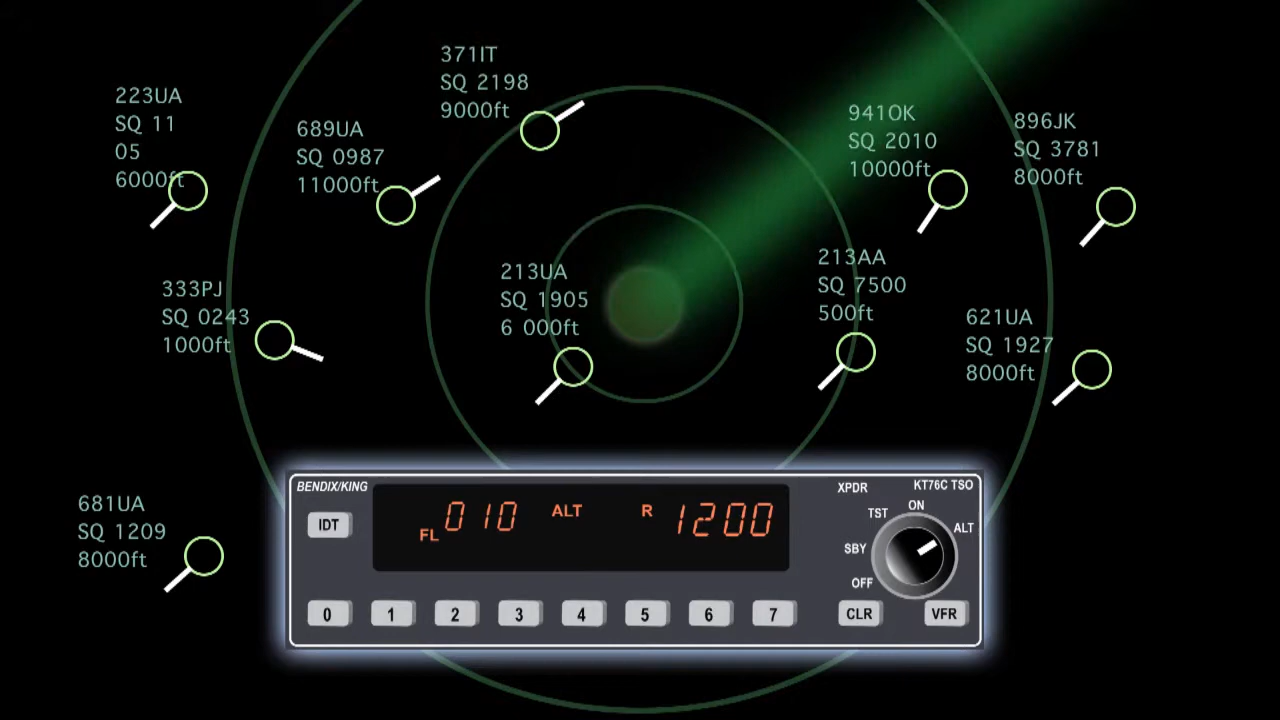 371IT
SQ 2198
9000ft
223UA
SQ 11
05
6000ft
689UA
SQ 0987
11000ft
941OK
SQ 2010
10000ft
896JK
SQ 3781
8000ft
333PJ
SQ 0243
1000ft
213UA
SQ 1905
6 000ft
213AA
SQ 7500
500ft
621UA
SQ 1927
8000ft
681UA
SQ 1209
8000ft
BENDIX/KING
XPDR
KT76C TSO
IDT
FL 010 ALT R 1200
OFF
SBY
TST
ON
ALT
0 1 2 3 4 5 6 7
CLR
VFR